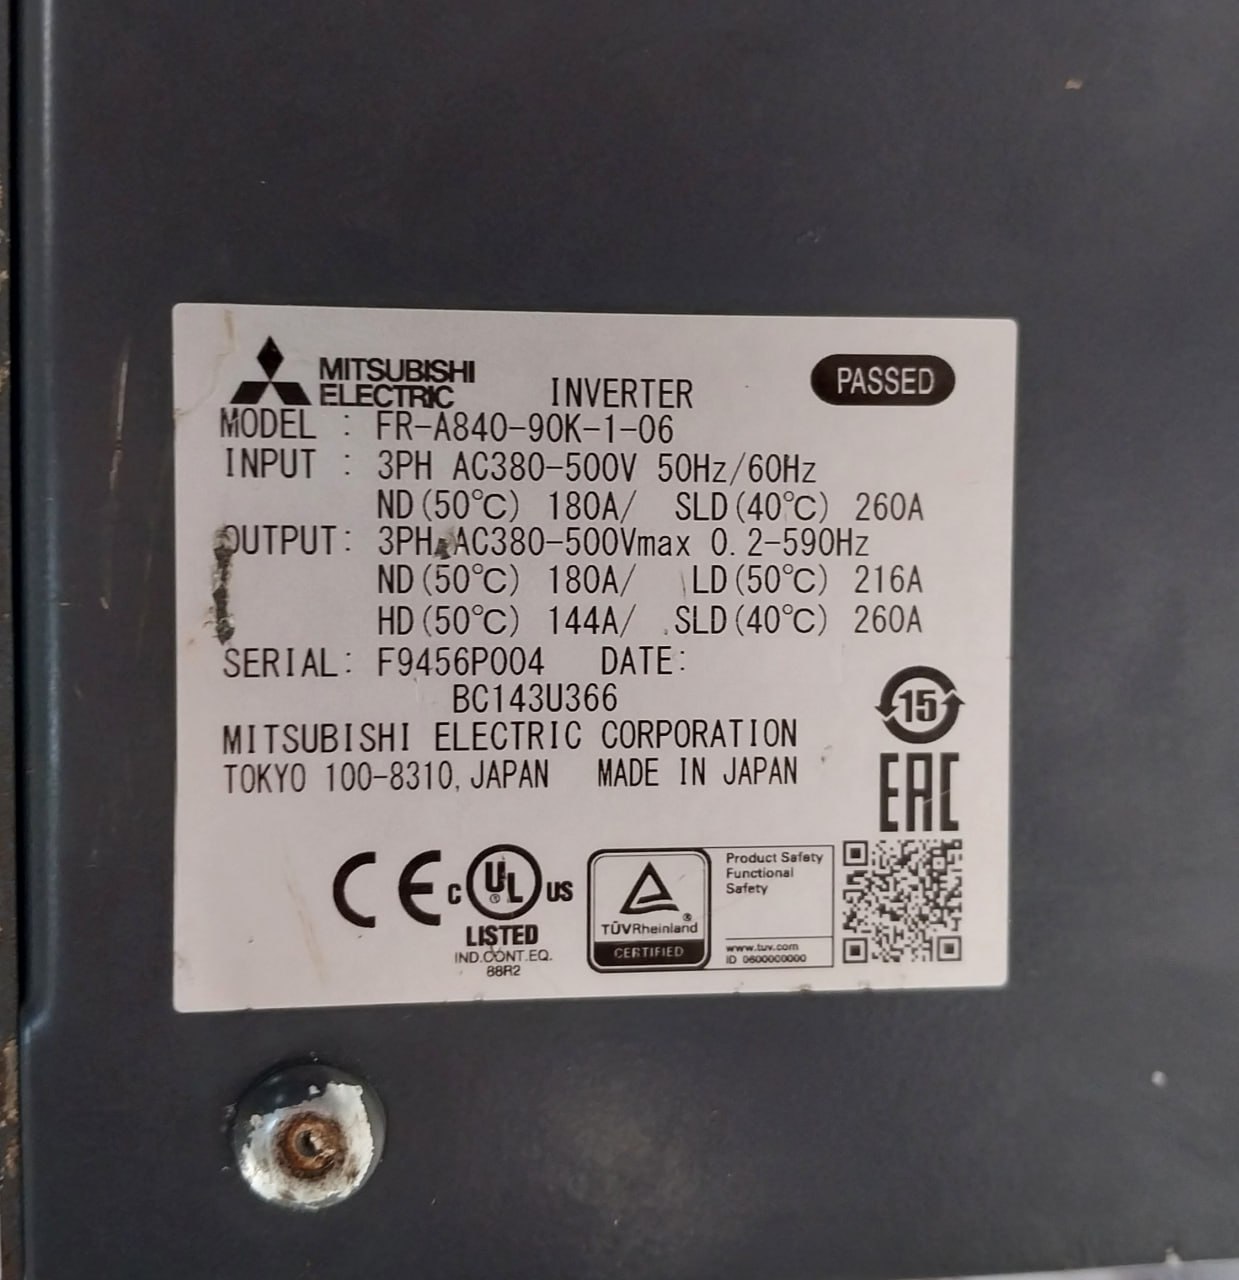 MITSUBISHI
ELECTRIC
INVERTER
PASSED
MODEL : FR-A840-90K-1-06
INPUT : 3PH AC380-500V 50Hz/60Hz
ND(50℃) 180A/ SLD(40℃) 260A
OUTPUT: 3PH AC380-500Vmax 0.2-590Hz
ND(50℃) 180A/ LD(50℃) 216A
HD(50℃) 144A/ SLD(40℃) 260A
SERIAL: F9456P004 DATE:
BC143U366
MITSUBISHI ELECTRIC CORPORATION
TOKYO 100-8310, JAPAN MADE IN JAPAN
15
EAC
CE
C UL® US
LISTED
IND.CONT.EQ.
88R2
TÜVRheinland®
CERTIFIED
Product Safety
Functional
Safety
www.tuv.com
ID 0600000000